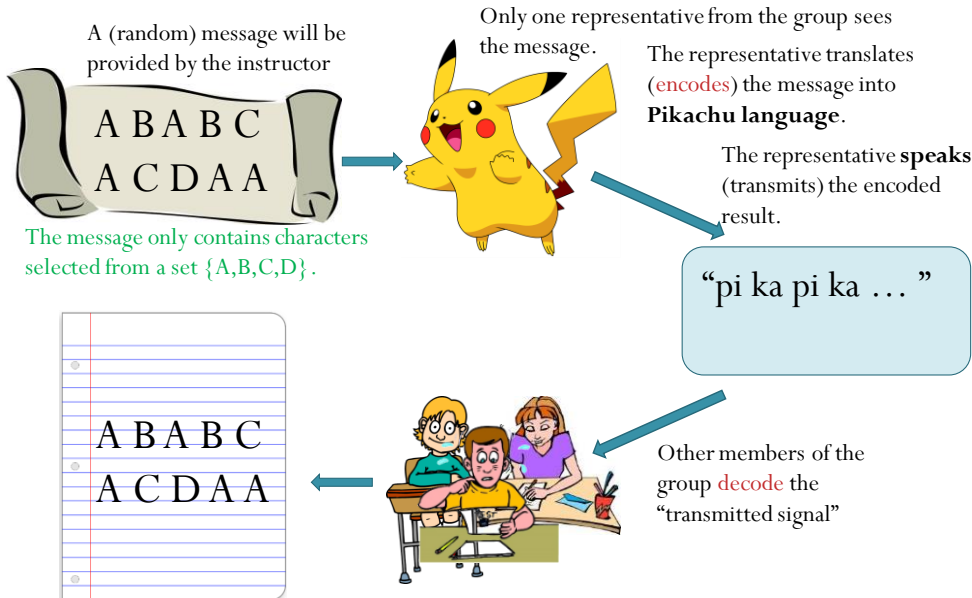 A (random) message will be
provided by the instructor
A B A B C
A C D A A
The message only contains characters
selected from a set {A,B,C,D} .
Only one representative from the group sees
the message.
The representative translates
(encodes) the message into
Pikachu language.
The representative speaks
(transmits) the encoded
result.
“pi ka pi ka … ”
Other members of the
group decode the
“transmitted signal”
A B A B C
A C D A A